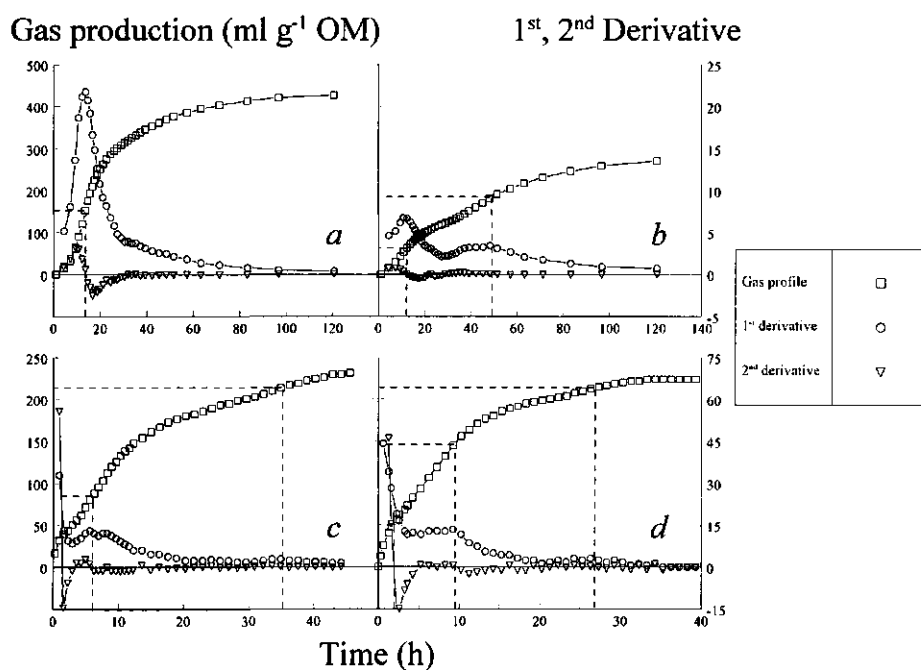 Gas production (ml g⁻¹ OM) 1ˢᵗ, 2ⁿᵈ Derivative
500
400
300
200
100
0
25
20
15
10
5
0
-5
a
b
0 20 40 60 80 100 120
0 20 40 60 80 100 120 140
Gas profile
1ˢᵗ derivative
2ⁿᵈ derivative
250
200
150
100
50
0
75
60
45
30
15
0
-15
c
d
0 10 20 30 40
0 10 20 30 40
Time (h)